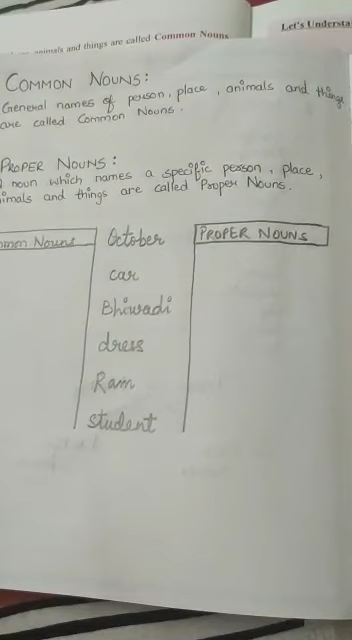 Let's Understa
animals and things are called Common Nouns
COMMON NOUNS:
General names of person, place, animals and things
are called Common Nouns.
PROPER NOUNS:
noun which names a specific person, place,
imals and things are called Proper Nouns.
mmon Nouns
October
PROPER NOUNS
car
Bhiwadi
dress
Ram
student